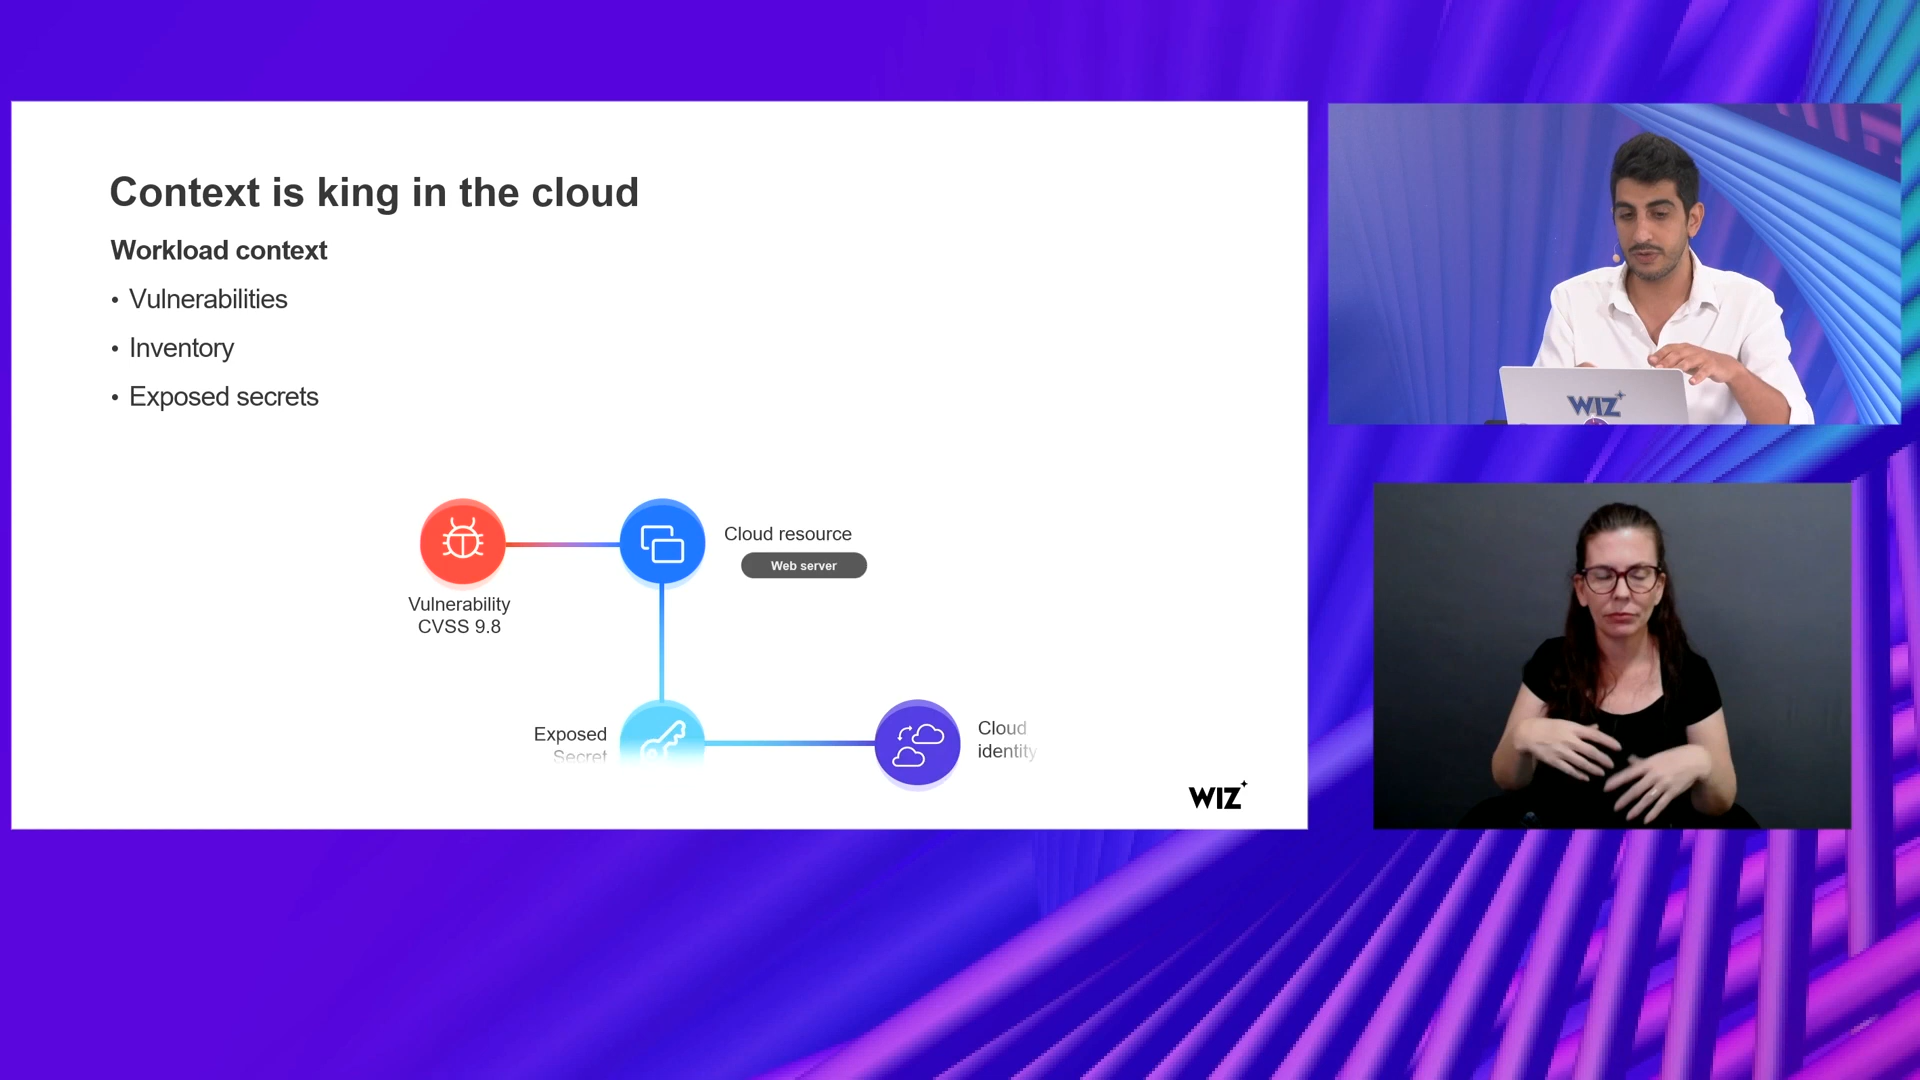 Context is king in the cloud
Workload context
• Vulnerabilities
• Inventory
• Exposed secrets
Cloud resource
Web server
Vulnerability
CVSS 9.8
Exposed
Secret
Cloud
identity
WIZ
WIZ